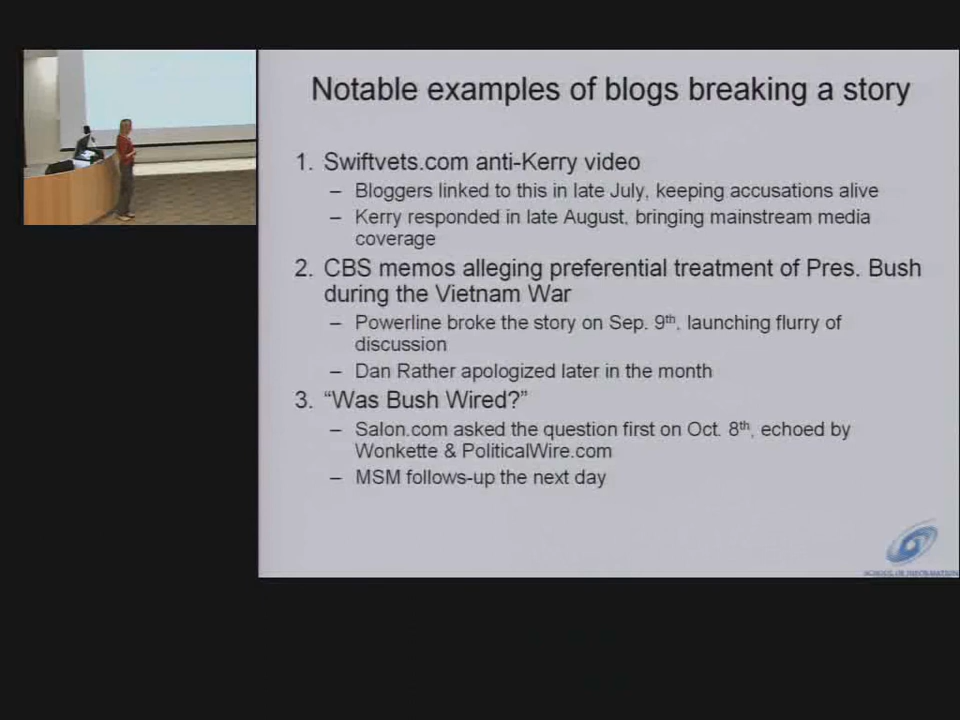 Notable examples of blogs breaking a story
1. Swiftvets.com anti-Kerry video
– Bloggers linked to this in late July, keeping accusations alive
– Kerry responded in late August, bringing mainstream media
coverage
2. CBS memos alleging preferential treatment of Pres. Bush
during the Vietnam War
– Powerline broke the story on Sep. 9th, launching flurry of
discussion
– Dan Rather apologized later in the month
3. “Was Bush Wired?”
– Salon.com asked the question first on Oct. 8th, echoed by
Wonkette & PoliticalWire.com
– MSM follows-up the next day
SCHOOL OF INFORMATION